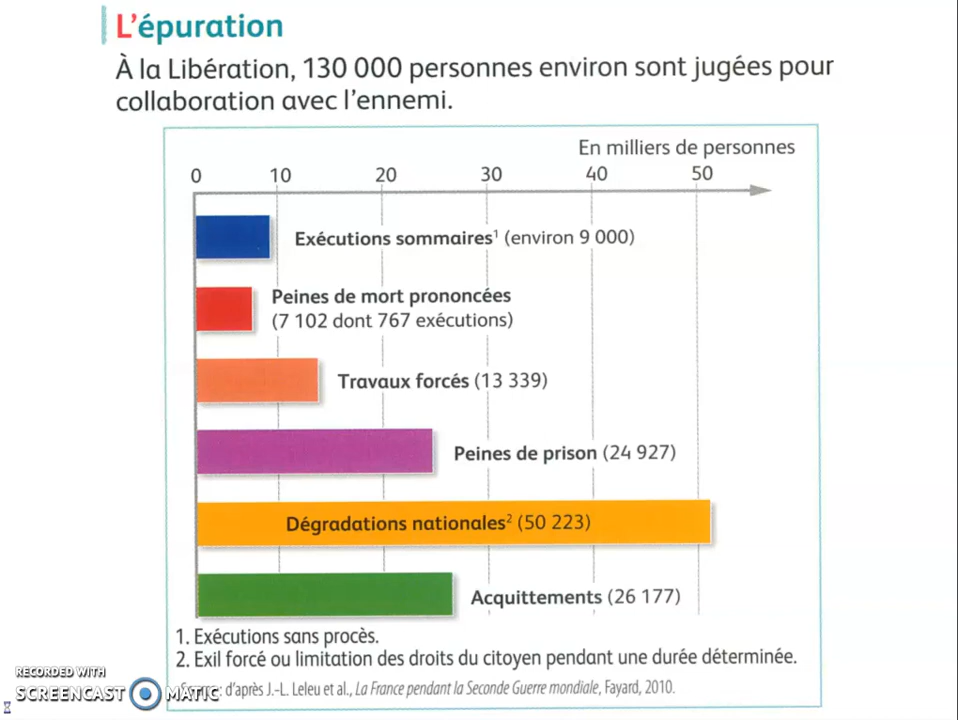 L'épuration
À la Libération, 130 000 personnes environ sont jugées pour
collaboration avec l'ennemi.
En milliers de personnes
0 10 20 30 40 50
Exécutions sommaires¹ (environ 9 000)
Peines de mort prononcées
(7 102 dont 767 exécutions)
Travaux forcés (13 339)
Peines de prison (24 927)
Dégradations nationales² (50 223)
Acquittements (26 177)
1. Exécutions sans procès.
2. Exil forcé ou limitation des droits du citoyen pendant une durée déterminée.
d'après J.-L. Leleu et al., La France pendant la Seconde Guerre mondiale, Fayard, 2010.
RECORDED WITH
SCREENCAST MATIC